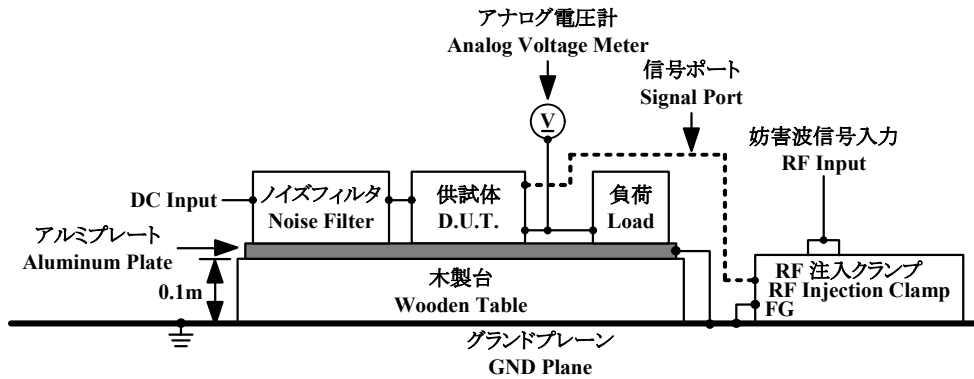 アナログ電圧計
Analog Voltage Meter
信号ポート
Signal Port
V
妨害波信号入力
RF Input
DC Input
ノイズフィルタ
Noise Filter
供試体
D.U.T.
負荷
Load
アルミプレート
Aluminum Plate
0.1m
木製台
Wooden Table
RF 注入クランプ
RF Injection Clamp
FG
グランドプレーン
GND Plane